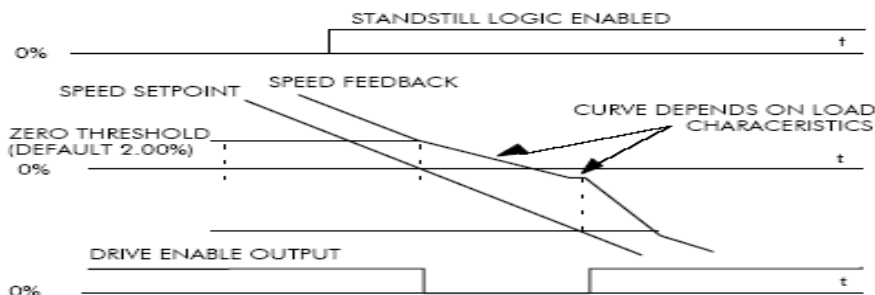 STANDSTILL LOGIC ENABLED
0%
t
SPEED FEEDBACK
SPEED SETPOINT
CURVE DEPENDS ON LOAD
CHARACERISTICS
ZERO THRESHOLD
(DEFAULT 2.00%)
0%
t
DRIVE ENABLE OUTPUT
0%
t